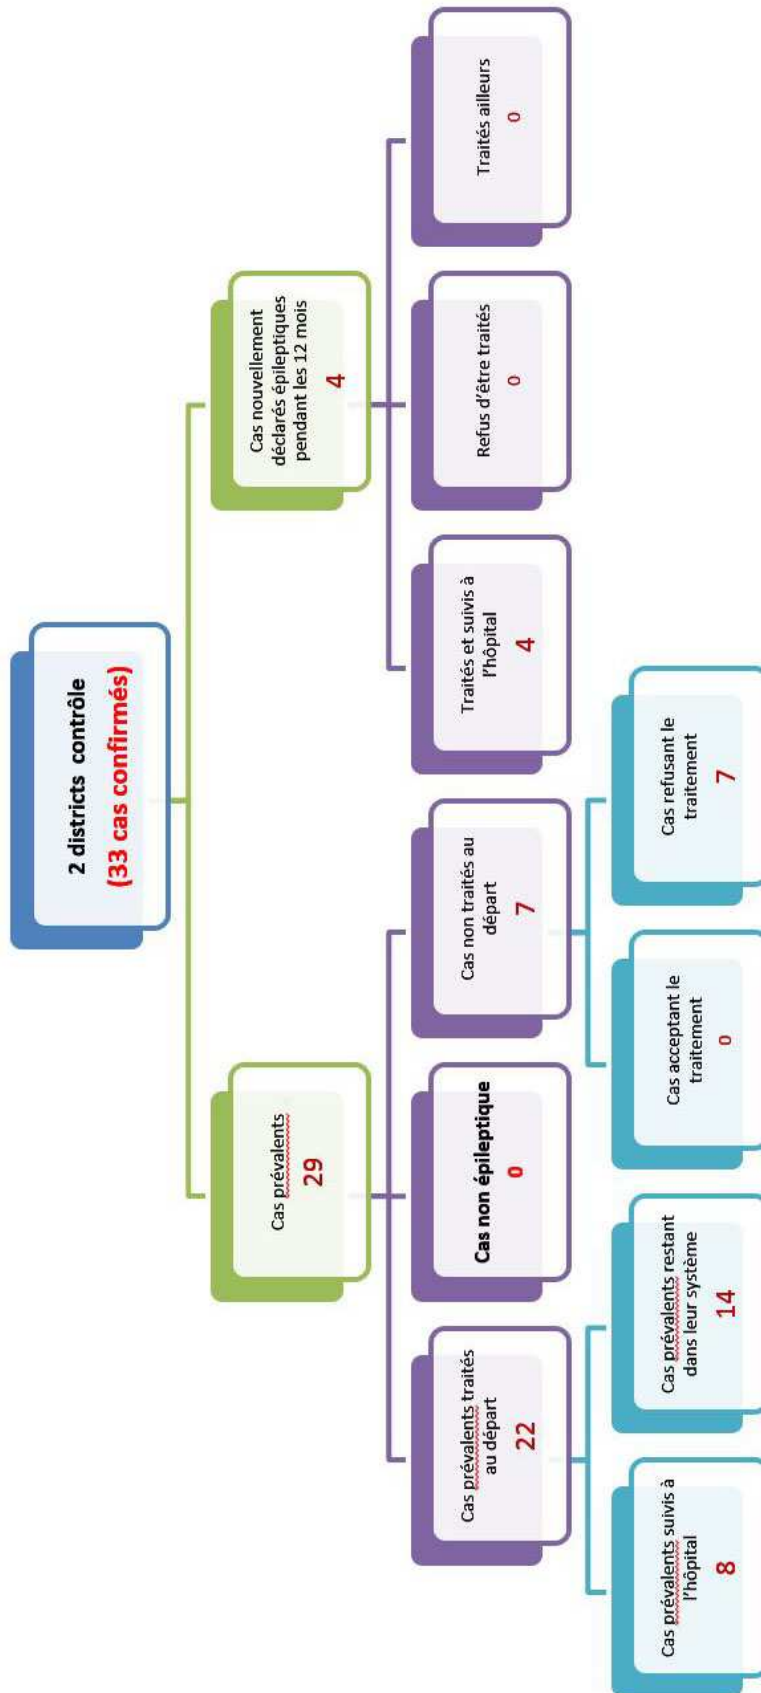 2 districts contrôle
(33 cas confirmés)
Cas prévalents
29
Cas nouvellement
déclarés épileptiques
pendant les 12 mois
4
Cas prévalents traités
au départ
22
Cas non épileptique
0
Cas non traités au
départ
7
Traités et suivis à
l'hôpital
4
Refus d'être traités
0
Traités ailleurs
0
Cas prévalents suivis à
l'hôpital
8
Cas prévalents restant
dans leur système
14
Cas acceptant le
traitement
0
Cas refusant le
traitement
7